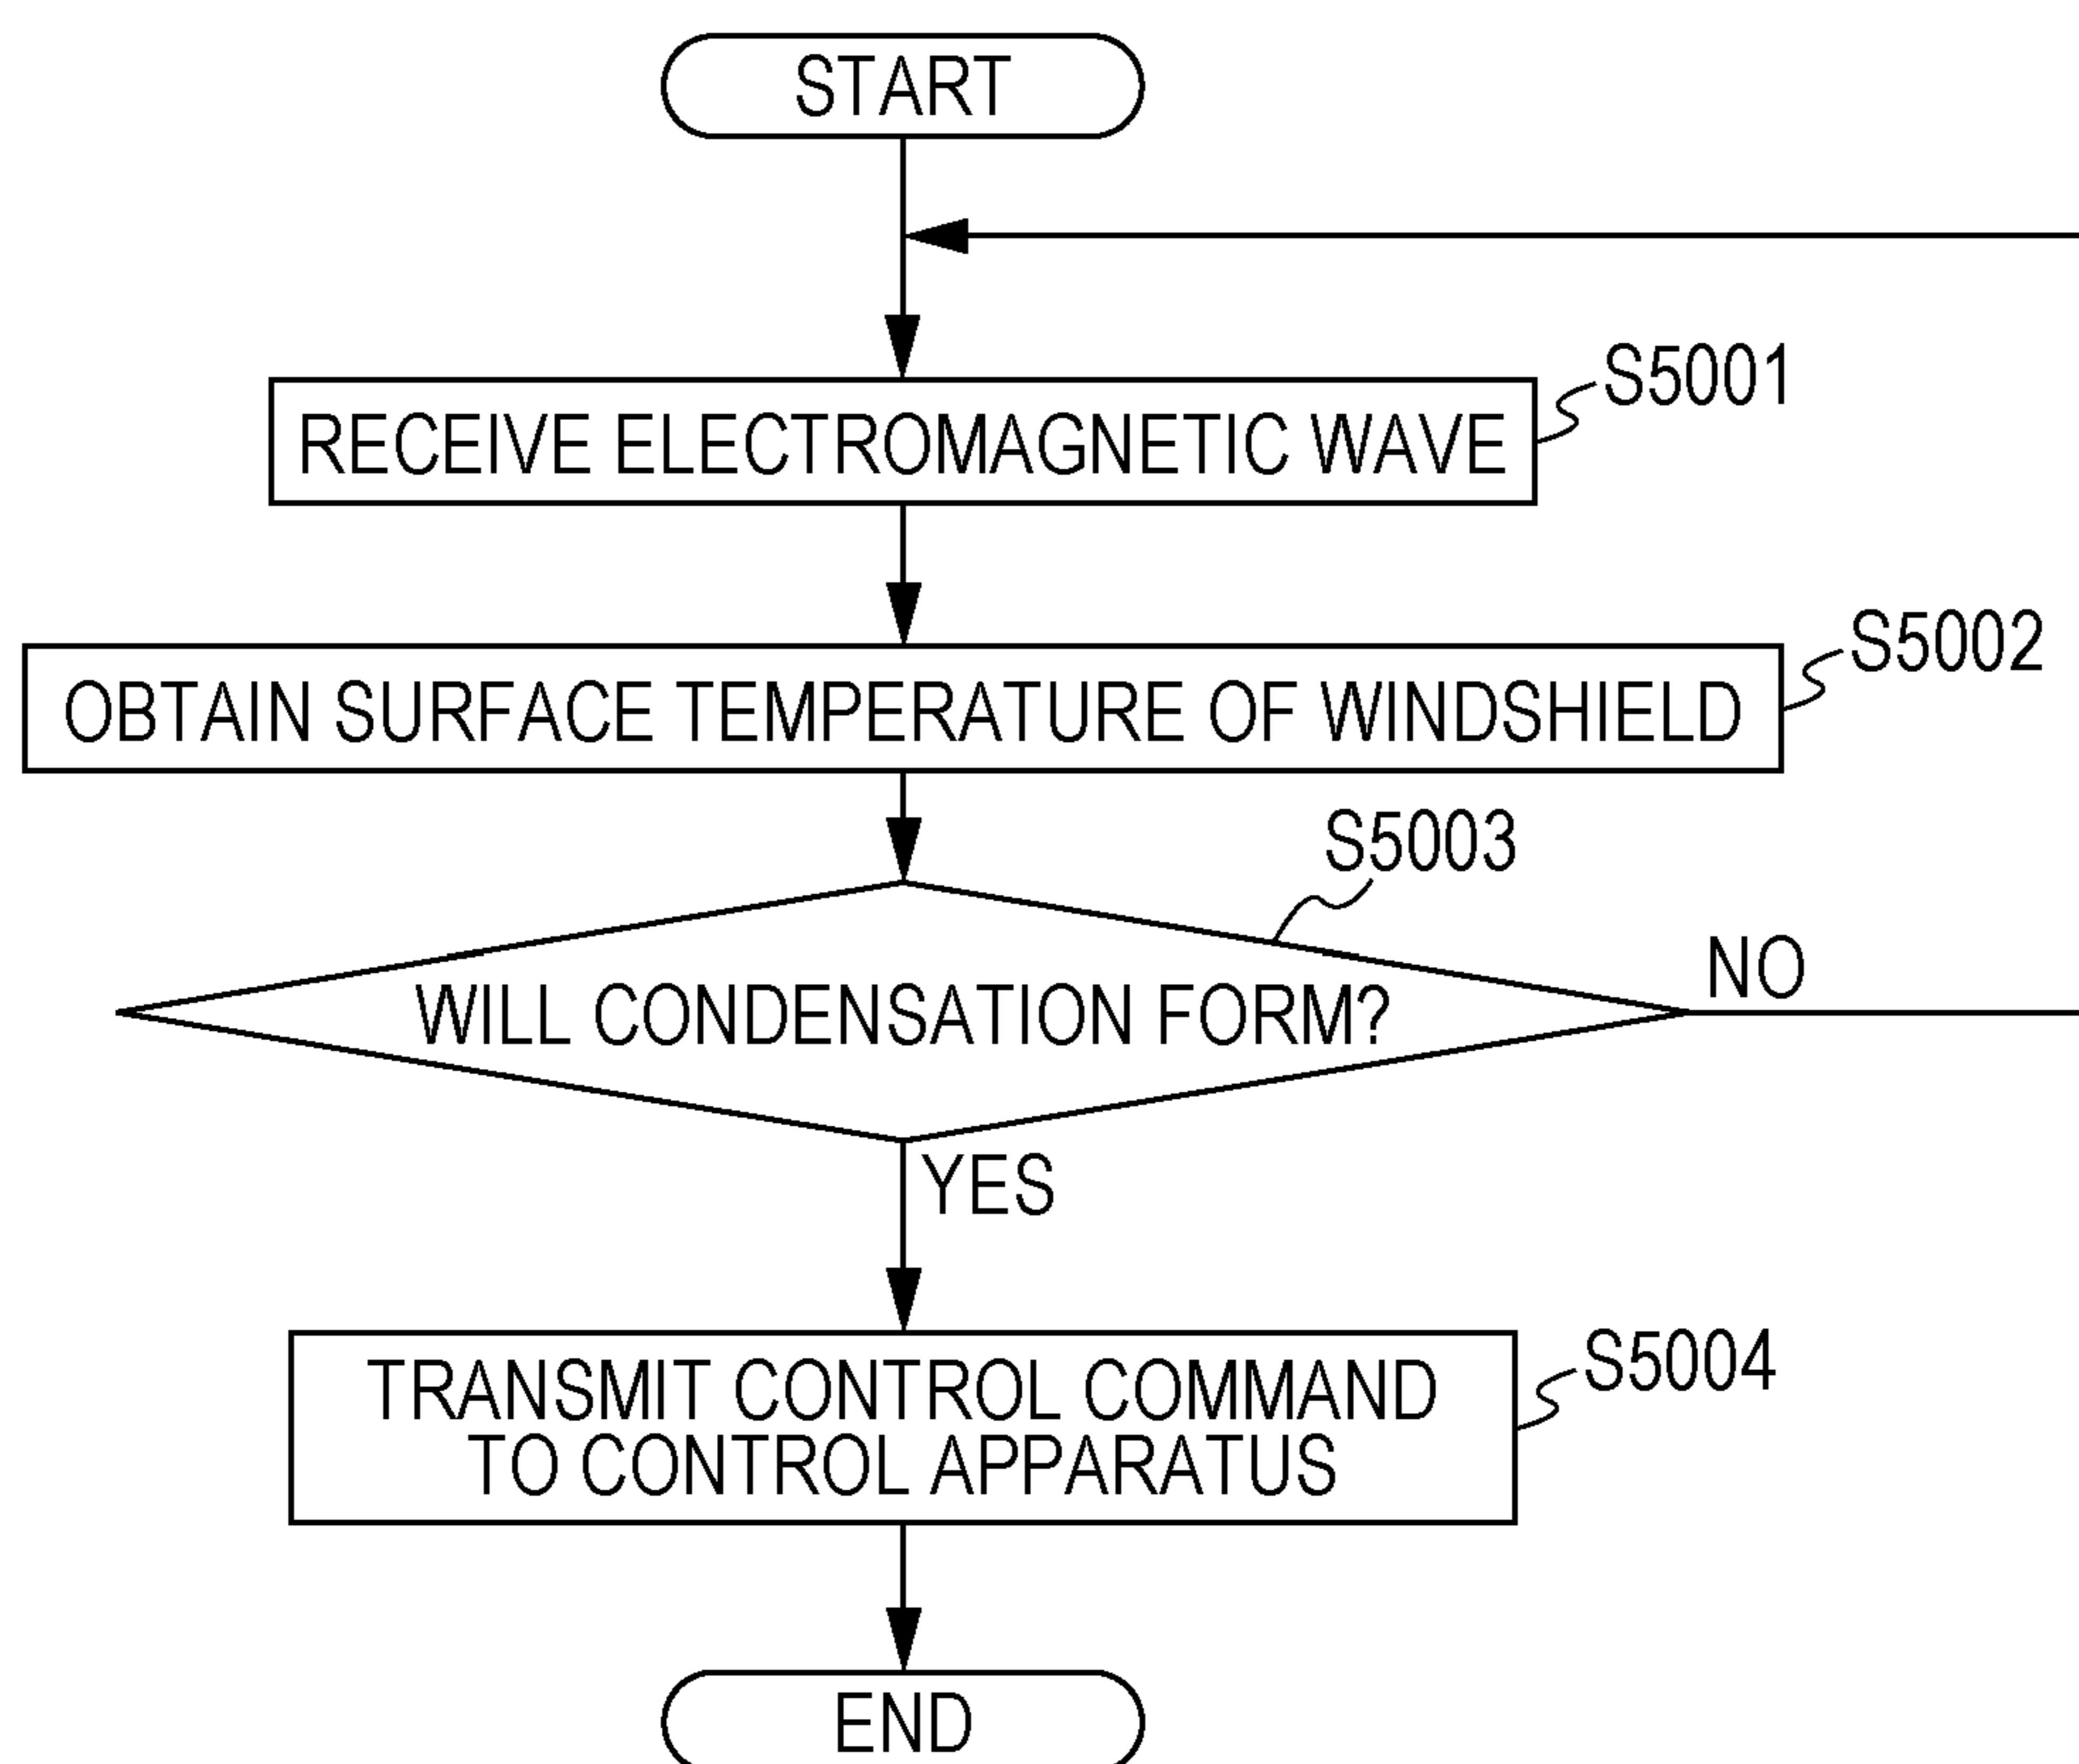 START
S5001
RECEIVE ELECTROMAGNETIC WAVE
S5002
OBTAIN SURFACE TEMPERATURE OF WINDSHIELD
S5003
WILL CONDENSATION FORM?
NO
YES
S5004
TRANSMIT CONTROL COMMAND
TO CONTROL APPARATUS
END